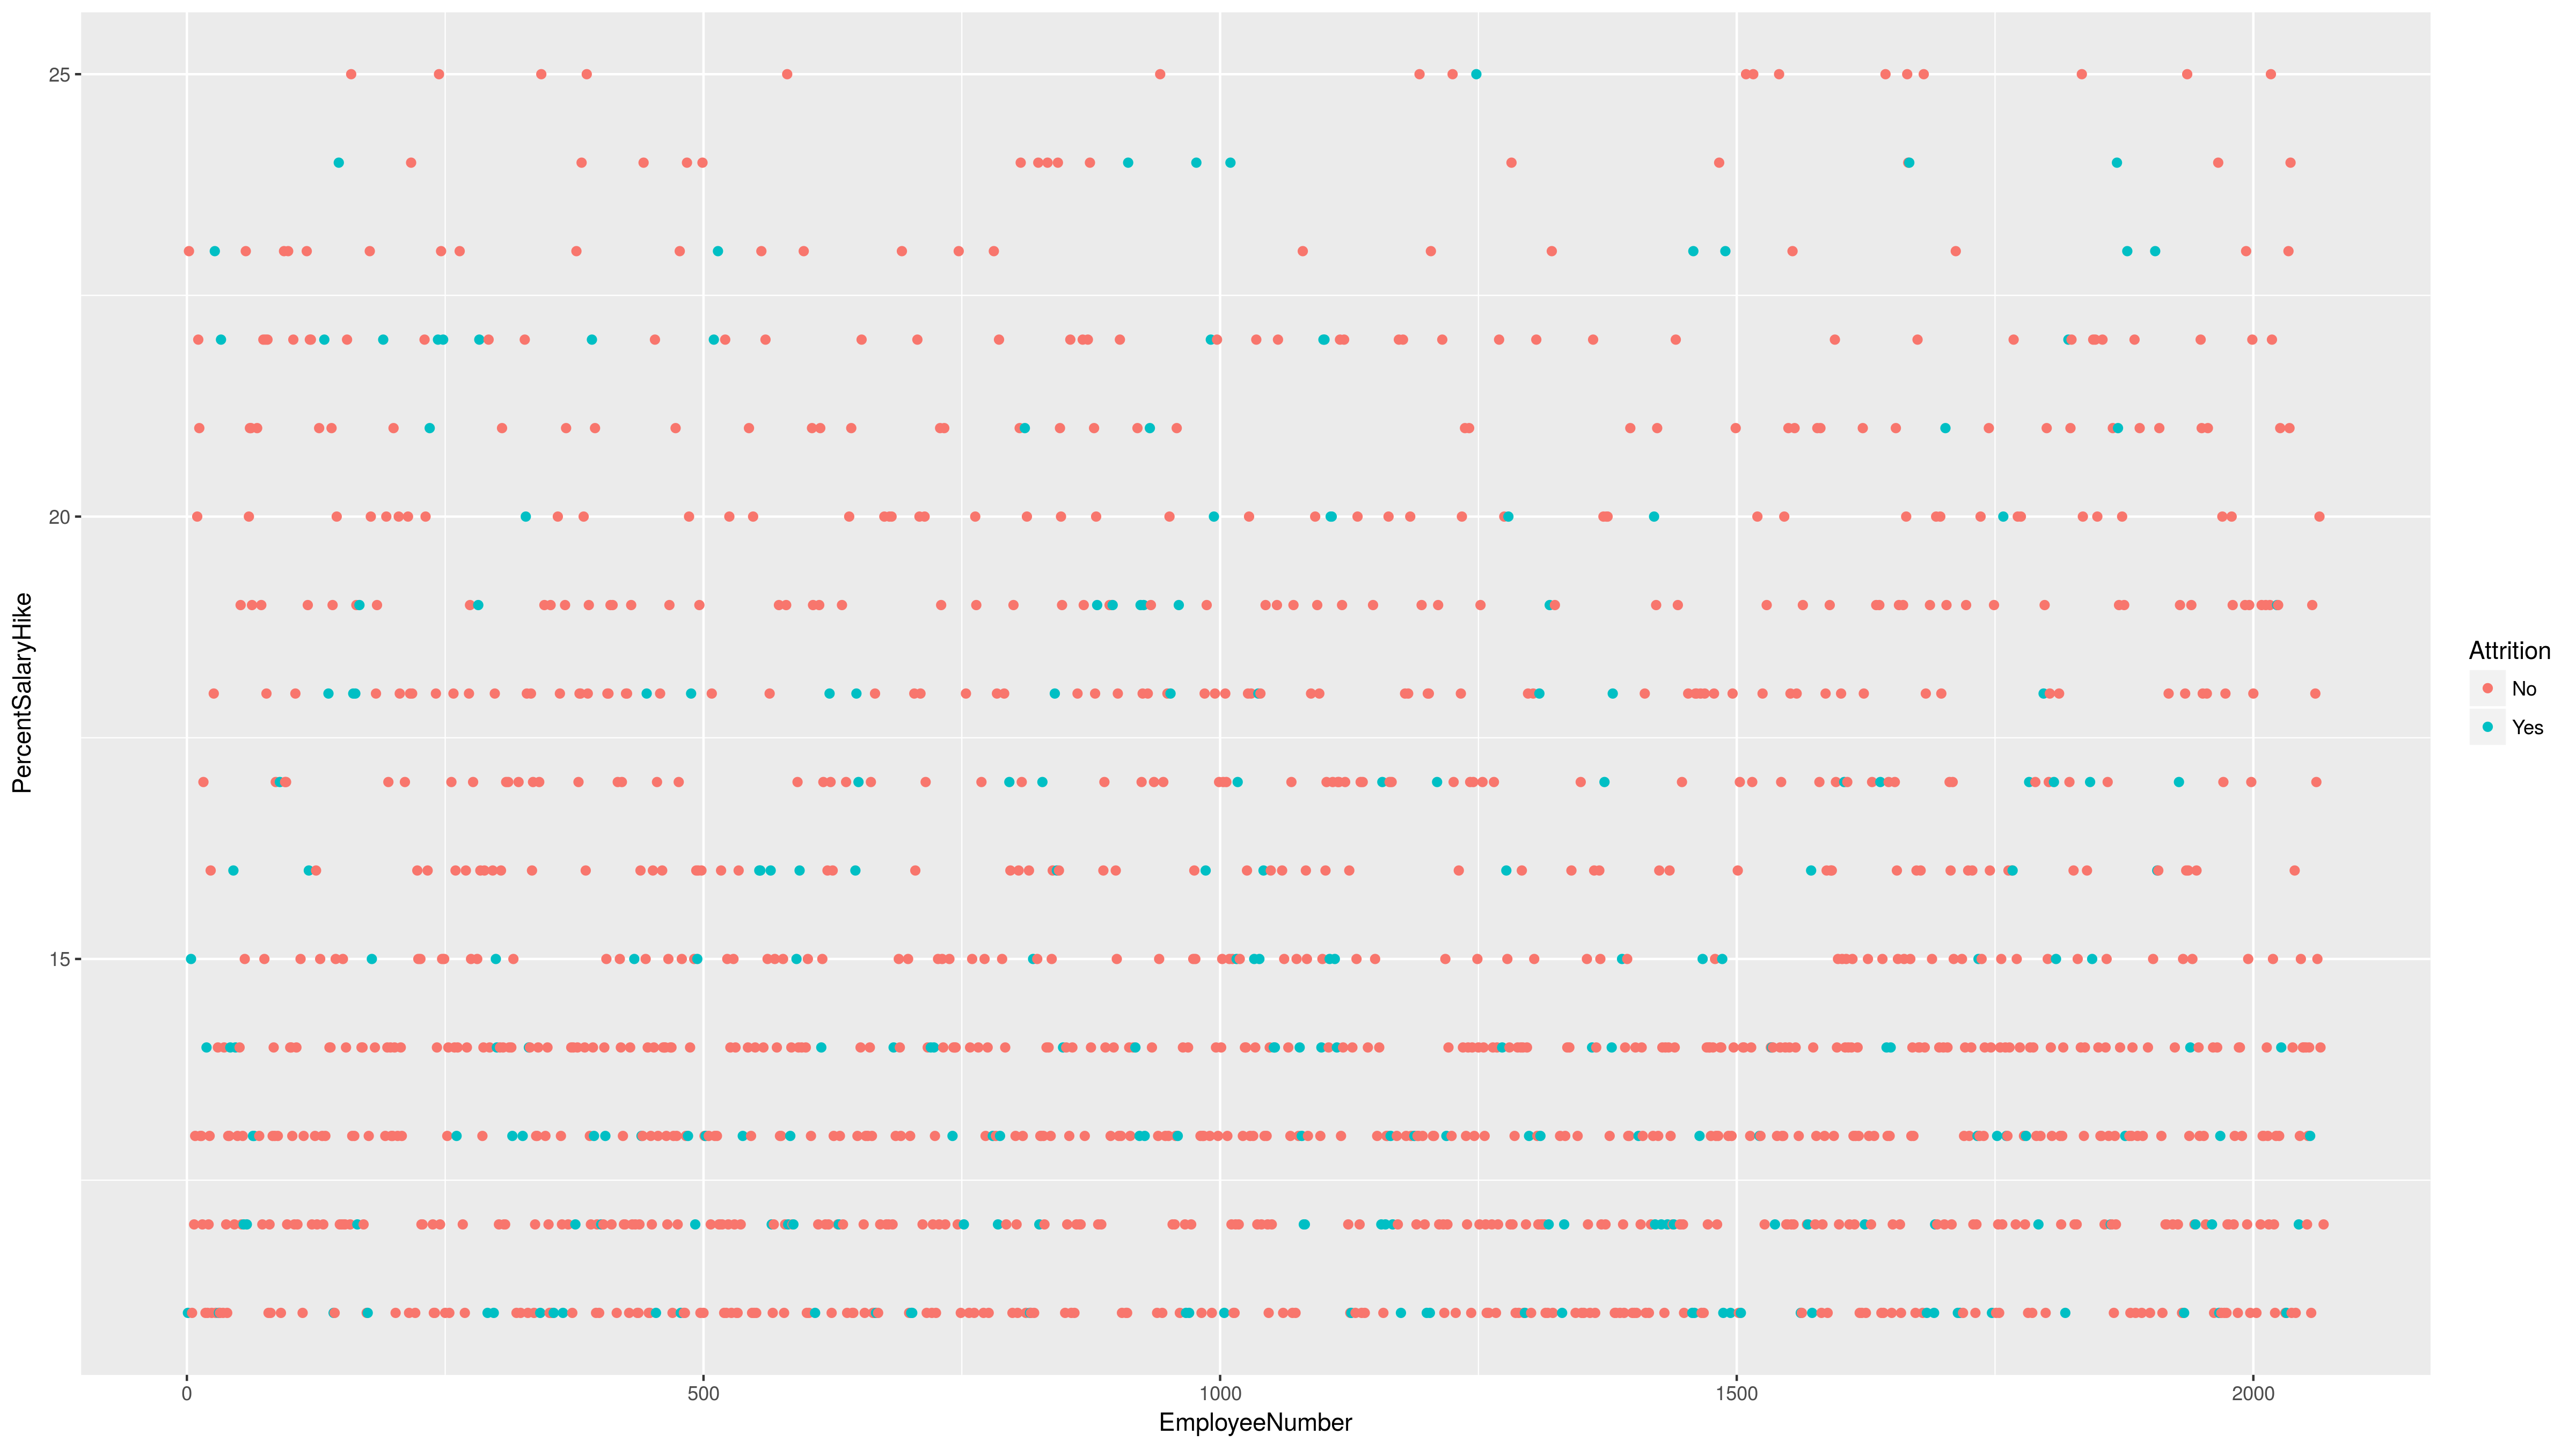 25
20
15
PercentSalaryHike
0
500
1000
1500
2000
EmployeeNumber
Attrition
No
Yes